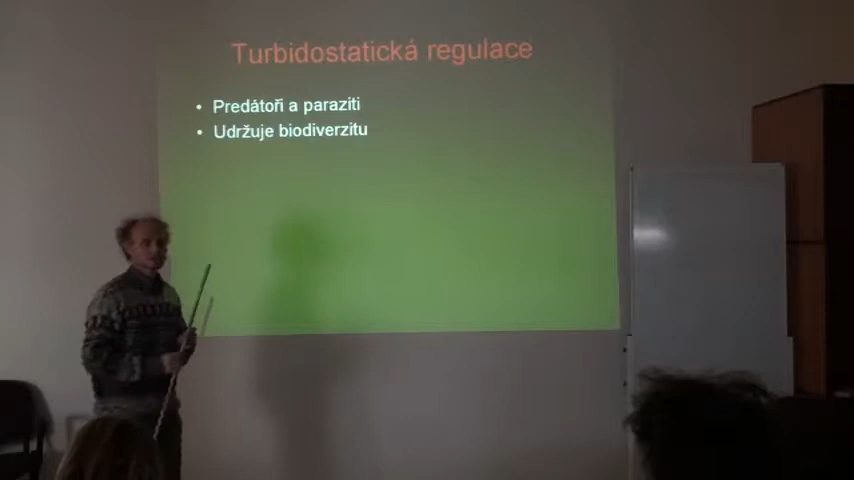 Turbidostatická regulace
• Predátoři a paraziti
• Udržuje biodiverzitu